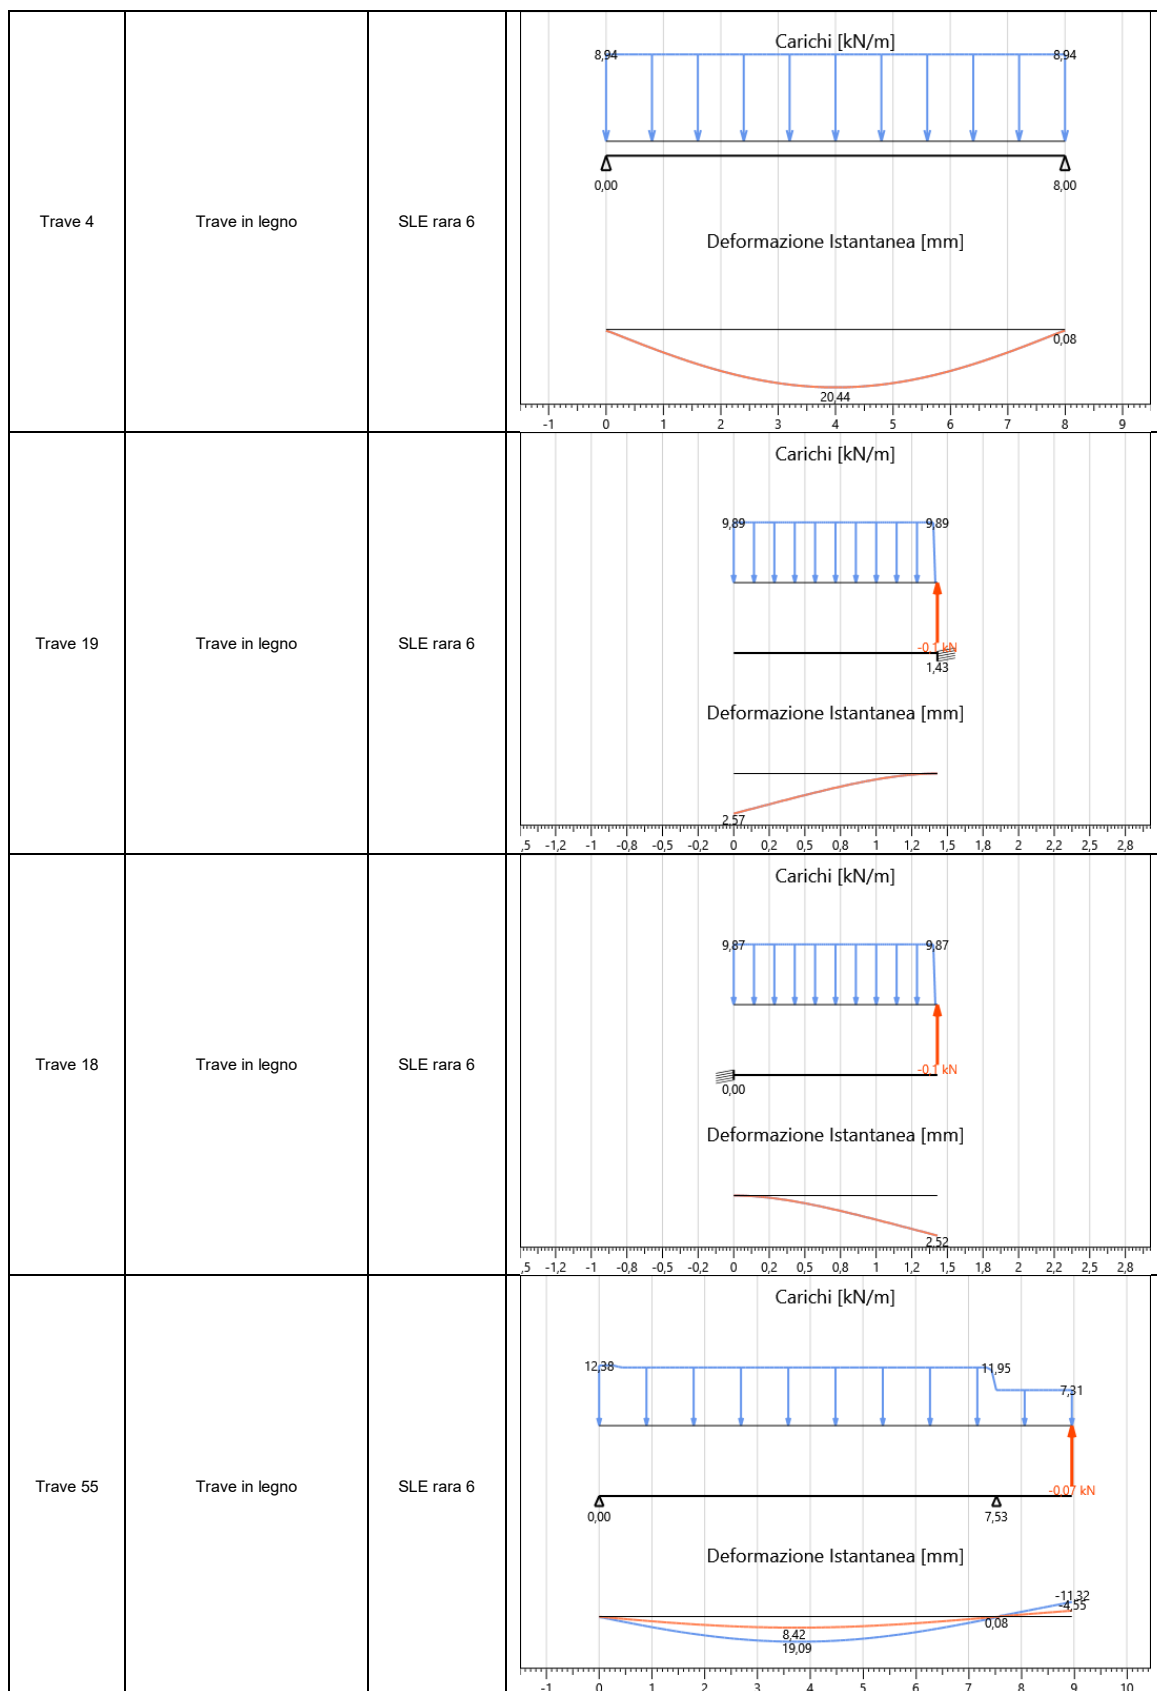 Carichi [kN/m]
8,94 8,94
0,00 8,00
Trave 4 Trave in legno SLE rara 6
Deformazione Istantanea [mm]
0,08
20,44
-1 0 1 2 3 4 5 6 7 8 9
Carichi [kN/m]
9,89 9,89
Trave 19 Trave in legno SLE rara 6
-0,1 kN
1,43
Deformazione Istantanea [mm]
2,57
,5 -1,2 -1 -0,8 -0,5 -0,2 0 0,2 0,5 0,8 1 1,2 1,5 1,8 2 2,2 2,5 2,8
Carichi [kN/m]
9,87 9,87
Trave 18 Trave in legno SLE rara 6
-0,1 kN
0,00
Deformazione Istantanea [mm]
2,52
,5 -1,2 -1 -0,8 -0,5 -0,2 0 0,2 0,5 0,8 1 1,2 1,5 1,8 2 2,2 2,5 2,8
Carichi [kN/m]
12,38 11,95
7,31
Trave 55 Trave in legno SLE rara 6
-0,07 kN
0,00 7,53
Deformazione Istantanea [mm]
-11,32
-4,55
0,08
8,42
19,09
-1 0 1 2 3 4 5 6 7 8 9 10